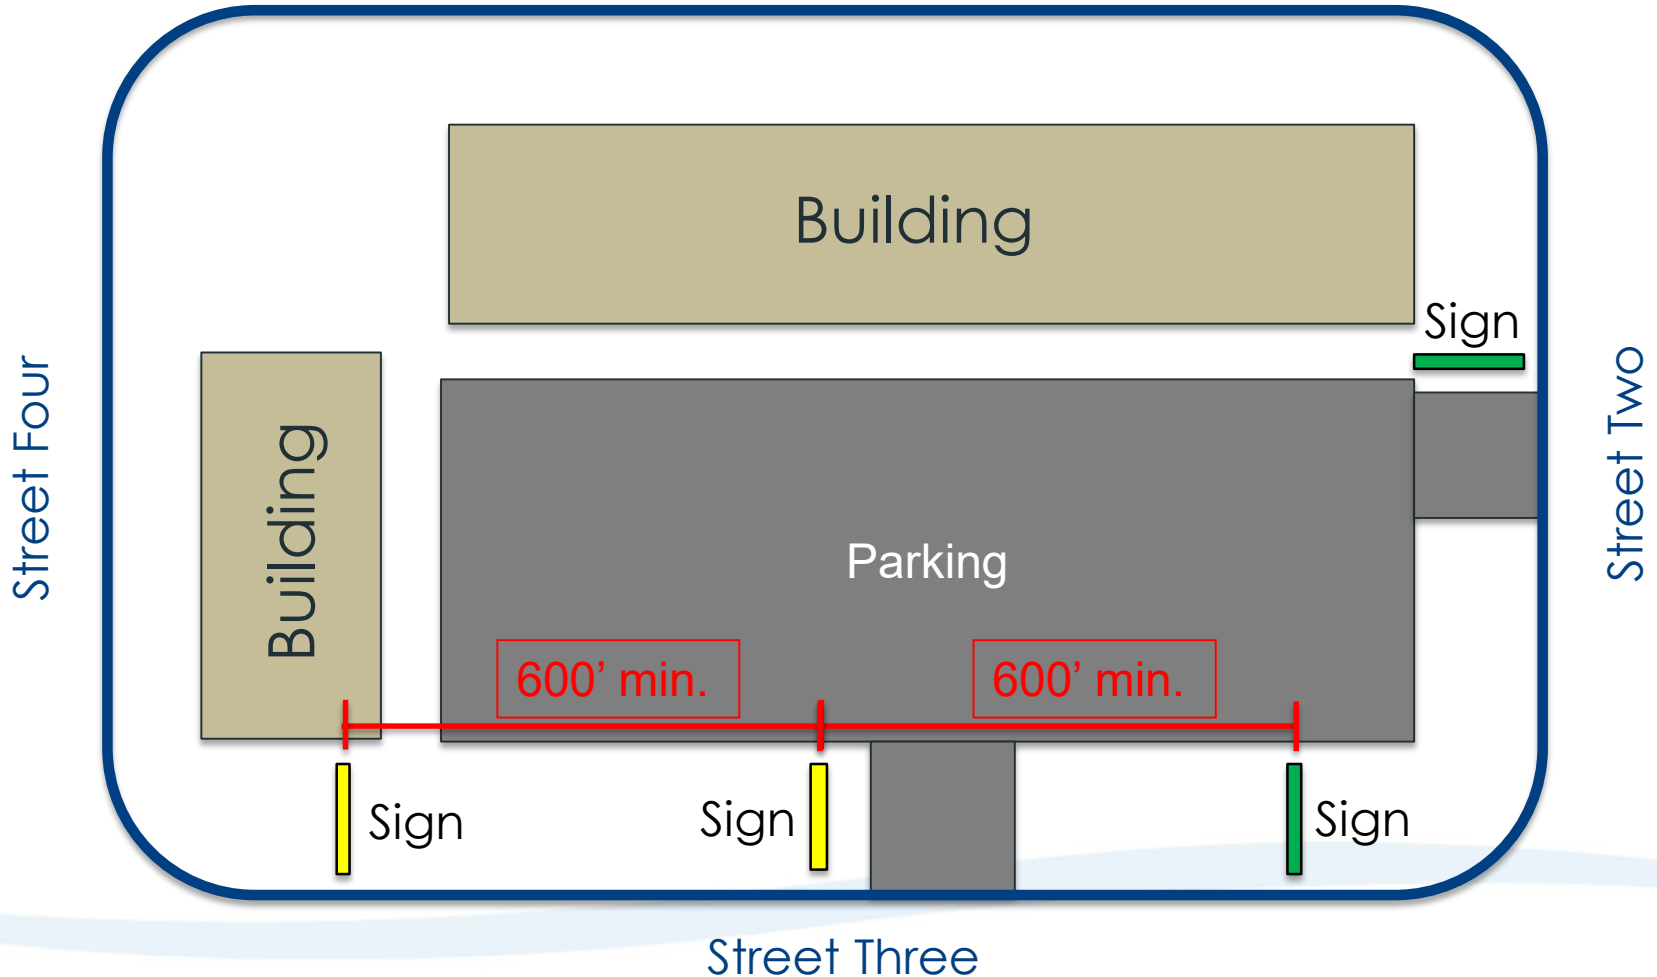 Building
Sign
Street Four
Street Two
Building
Parking
600’ min.
600’ min.
Sign
Sign
Sign
Street Three